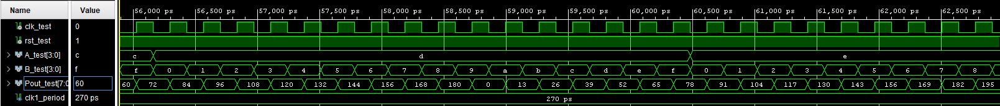 Name Value 56,000 ps 56,500 ps 57,000 ps 57,500 ps 58,000 ps 58,500 ps 59,000 ps 59,500 ps 60,000 ps 60,500 ps 61,000 ps 61,500 ps 62,000 ps 62,500 ps
clk_test 0
rst_test 1
A_test[3:0] c c d e
B_test[3:0] f f 0 1 2 3 4 5 6 7 8 9 a b c d e f 0 1 2 3 4 5 6 7 8
Pout_test[7:0 60 60 72 84 96 108 120 132 144 156 168 180 0 13 26 39 52 65 78 91 104 117 130 143 156 169 182 195
clk1_period 270 ps 270 ps